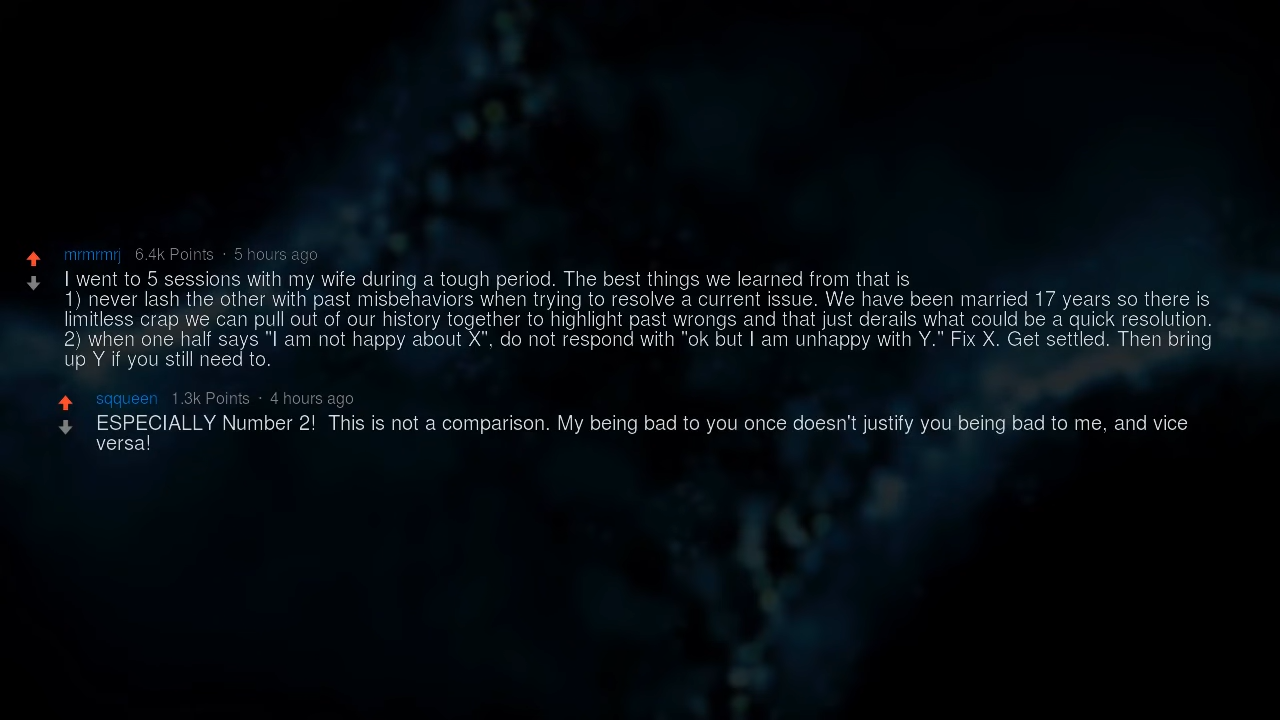 mrmrmrj 6.4k Points · 5 hours ago
I went to 5 sessions with my wife during a tough period. The best things we learned from that is
1) never lash the other with past misbehaviors when trying to resolve a current issue. We have been married 17 years so there is
limitless crap we can pull out of our history together to highlight past wrongs and that just derails what could be a quick resolution.
2) when one half says "I am not happy about X", do not respond with "ok but I am unhappy with Y." Fix X. Get settled. Then bring
up Y if you still need to.
sqqueen 1.3k Points · 4 hours ago
ESPECIALLY Number 2!  This is not a comparison. My being bad to you once doesn't justify you being bad to me, and vice
versa!